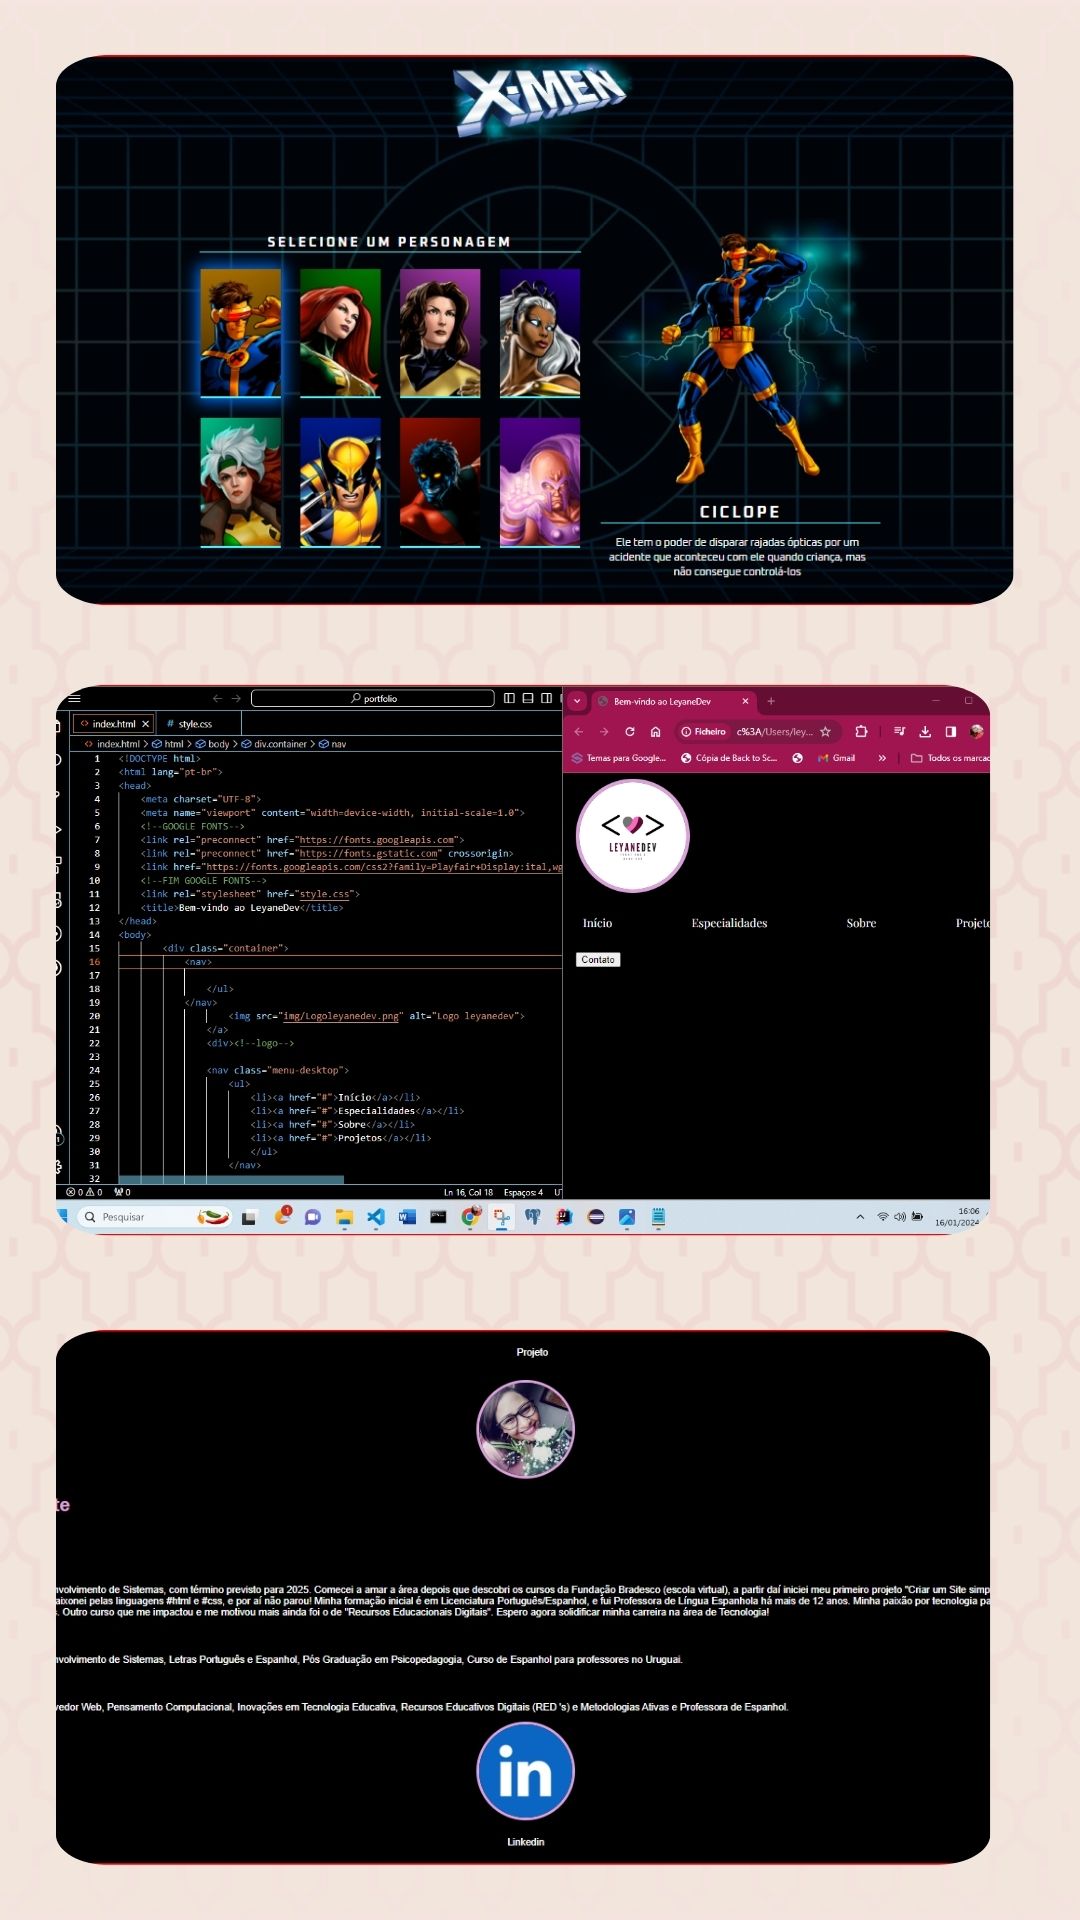 X-MEN
SELECIONE UM PERSONAGEM
CICLOPE
Ele tem o poder de disparar rajadas ópticas por um
acidente que aconteceu com ele quando criança, mas
não consegue controlá-los
portfolio
index.html
# style.css
index.html > html > body > div.container > nav
1 <!DOCTYPE html>
2 <html lang="pt-br">
3 <head>
4 <meta charset="UTF-8">
5 <meta name="viewport" content="width=device-width, initial-scale=1.0">
6 <!--GOOGLE FONTS-->
7 <link rel="preconnect" href="https://fonts.googleapis.com">
8 <link rel="preconnect" href="https://fonts.gstatic.com" crossorigin>
9 <link href="https://fonts.googleapis.com/css2?family=Playfair+Display:ital,wg
10 <!--FIM GOOGLE FONTS-->
11 <link rel="stylesheet" href="style.css">
12 <title>Bem-vindo ao LeyaneDev</title>
13 </head>
14 <body>
15 <div class="container">
16 <nav>
17
18 </ul>
19 </nav>
20 <img src="img/Logoleyanedev.png" alt="Logo leyanedev">
21 </a>
22 <div><!--logo-->
23
24 <nav class="menu-desktop">
25 <ul>
26 <li><a href="#">Início</a></li>
27 <li><a href="#">Especialidades</a></li>
28 <li><a href="#">Sobre</a></li>
29 <li><a href="#">Projetos</a></li>
30 </ul>
31 </nav>
32
0 0 0
Ln 16, Col 18 Espaços: 4 UT
Bem-vindo ao LeyaneDev
Ficheiro c%3A/Users/ley...
Temas para Google... Cópia de Back to Sc... Gmail » Todos os marcad
<>
LEYANEDEV
Início Especialidades Sobre Projeto
Contato
Pesquisar
1
16:06
16/01/2024
Projeto
te
nvolvimento de Sistemas, com término previsto para 2025. Comecei a amar a área depois que descobri os cursos da Fundação Bradesco (escola virtual), a partir daí iniciei meu primeiro projeto "Criar um Site simp
aixonei pelas linguagens #html e #css, e por aí não parou! Minha formação inicial é em Licenciatura Português/Espanhol, e fui Professora de Língua Espanhola há mais de 12 anos. Minha paixão por tecnologia pa
. Outro curso que me impactou e me motivou mais ainda foi o de "Recursos Educacionais Digitais". Espero agora solidificar minha carreira na área de Tecnologia!
nvolvimento de Sistemas, Letras Português e Espanhol, Pós Graduação em Psicopedagogia, Curso de Espanhol para professores no Uruguai.
vedor Web, Pensamento Computacional, Inovações em Tecnologia Educativa, Recursos Educativos Digitais (RED 's) e Metodologias Ativas e Professora de Espanhol.
in
Linkedin